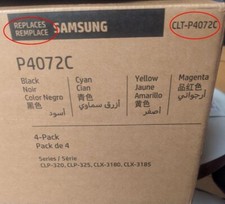 REPLACES
REMPLACE
SAMSUNG
CLT-P4072C
P4072C
Black
Noir
Color Negro
黑色
أسود
Cyan
Cian
青色
أزرق سماوي
Yellow
Jaune
Amarillo
黄色
أصفر
Magenta
品紅色
أرجواني
4-Pack
Pack de 4
Series / Série
CLP-320, CLP-325, CLX-3180, CLX-3185